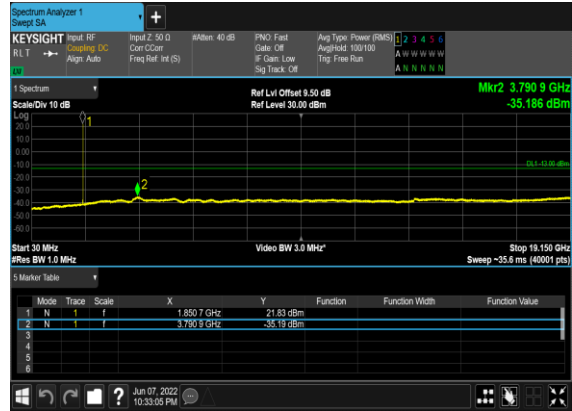 Spectrum Analyzer 1
Swept SA
+
KEYSIGHT Input: RF Input Z: 50 Ω #Atten: 40 dB PNO: Fast Avg Type: Power (RMS) 1 2 3 4 5 6
RLT Coupling: DC Corr CCorr Gate: Off Avg|Hold: 100/100 A W W W W W
Align: Auto Freq Ref: Int (S) IF Gain: Low Trig: Free Run
Sig Track: Off A N N N N N
1 Spectrum
Ref Lvl Offset 9.50 dB Mkr2 3.790 9 GHz
Scale/Div 10 dB Ref Level 30.00 dBm -35.186 dBm
Log
1
20.0
10.0
0.00
-10.0
DL1 -13.00 dBm
-20.0
-30.0
2
-40.0
-50.0
-60.0
Start 30 MHz Video BW 3.0 MHz* Stop 19.150 GHz
#Res BW 1.0 MHz Sweep ~35.6 ms (40001 pts)
5 Marker Table
Mode Trace Scale X Y Function Function Width Function Value
1 N 1 f 1.850 7 GHz 21.83 dBm
2 N 1 f 3.790 9 GHz -35.19 dBm
3
4
5
6
? Jun 07, 2022
10:33:05 PM